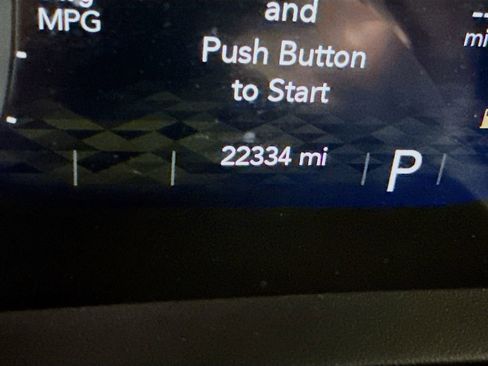 MPG
and
mi
Push Button
to Start
22334 mi
P